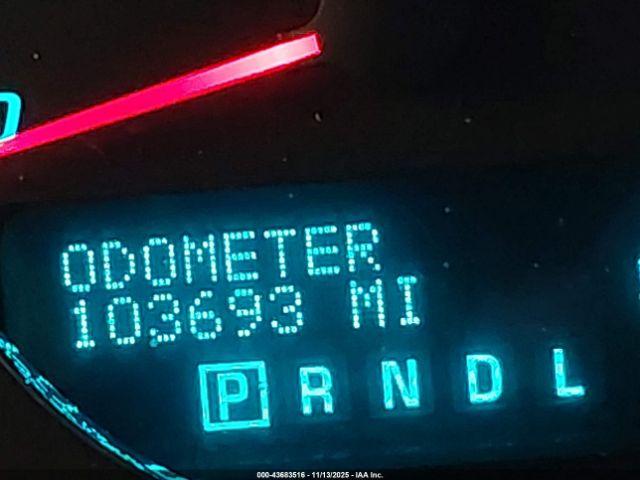 ODOMETER
103693 MI
P R N D L
000-43683516 - 11/13/2025 - IAA Inc.